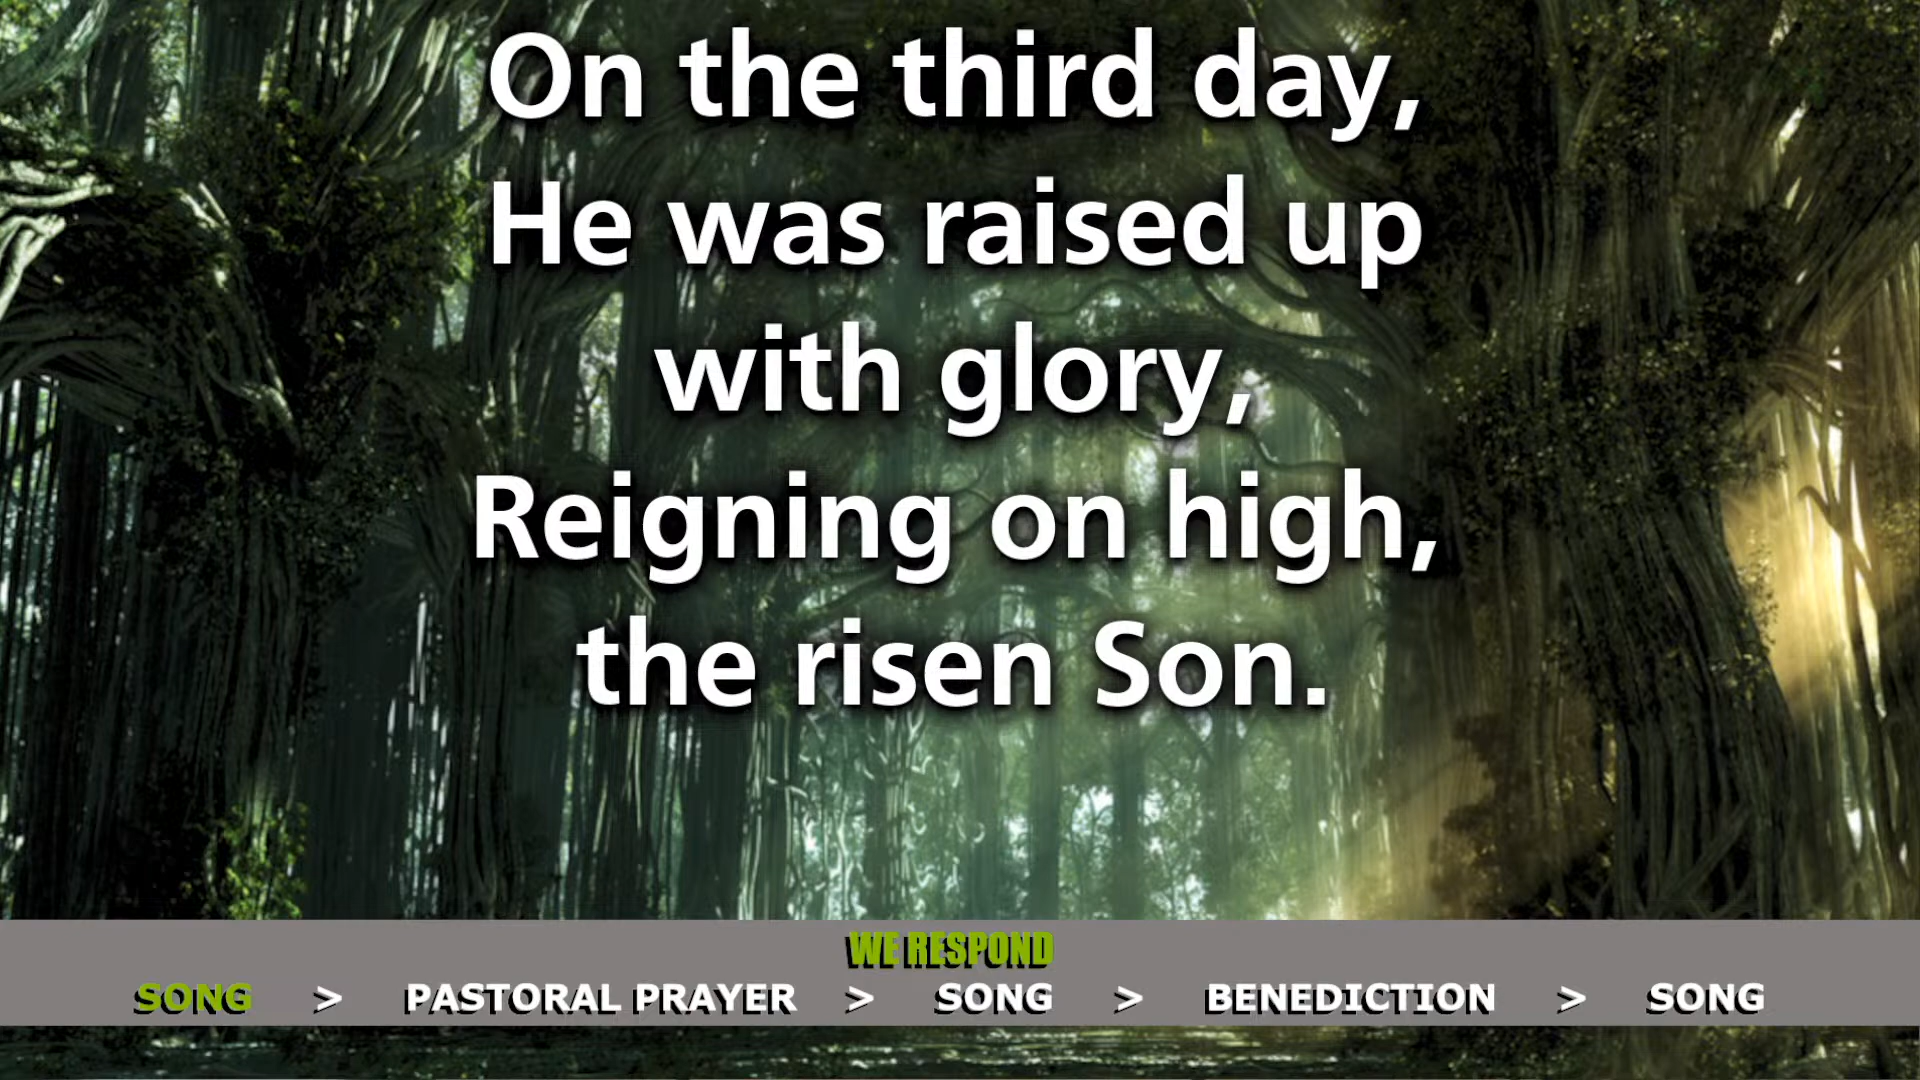 On the third day,
He was raised up
with glory,
Reigning on high,
the risen Son.
WE RESPOND
SONG > PASTORAL PRAYER > SONG > BENEDICTION > SONG